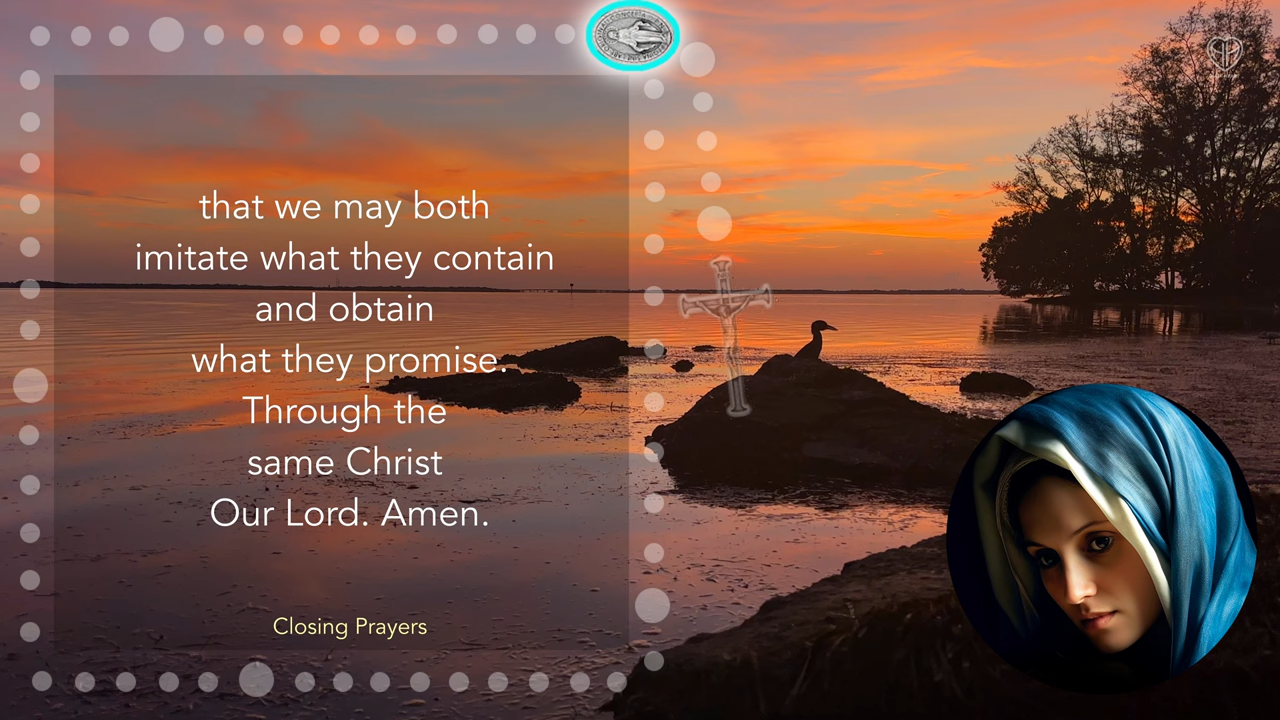 that we may both
imitate what they contain
and obtain
what they promise.
Through the
same Christ
Our Lord. Amen.
Closing Prayers